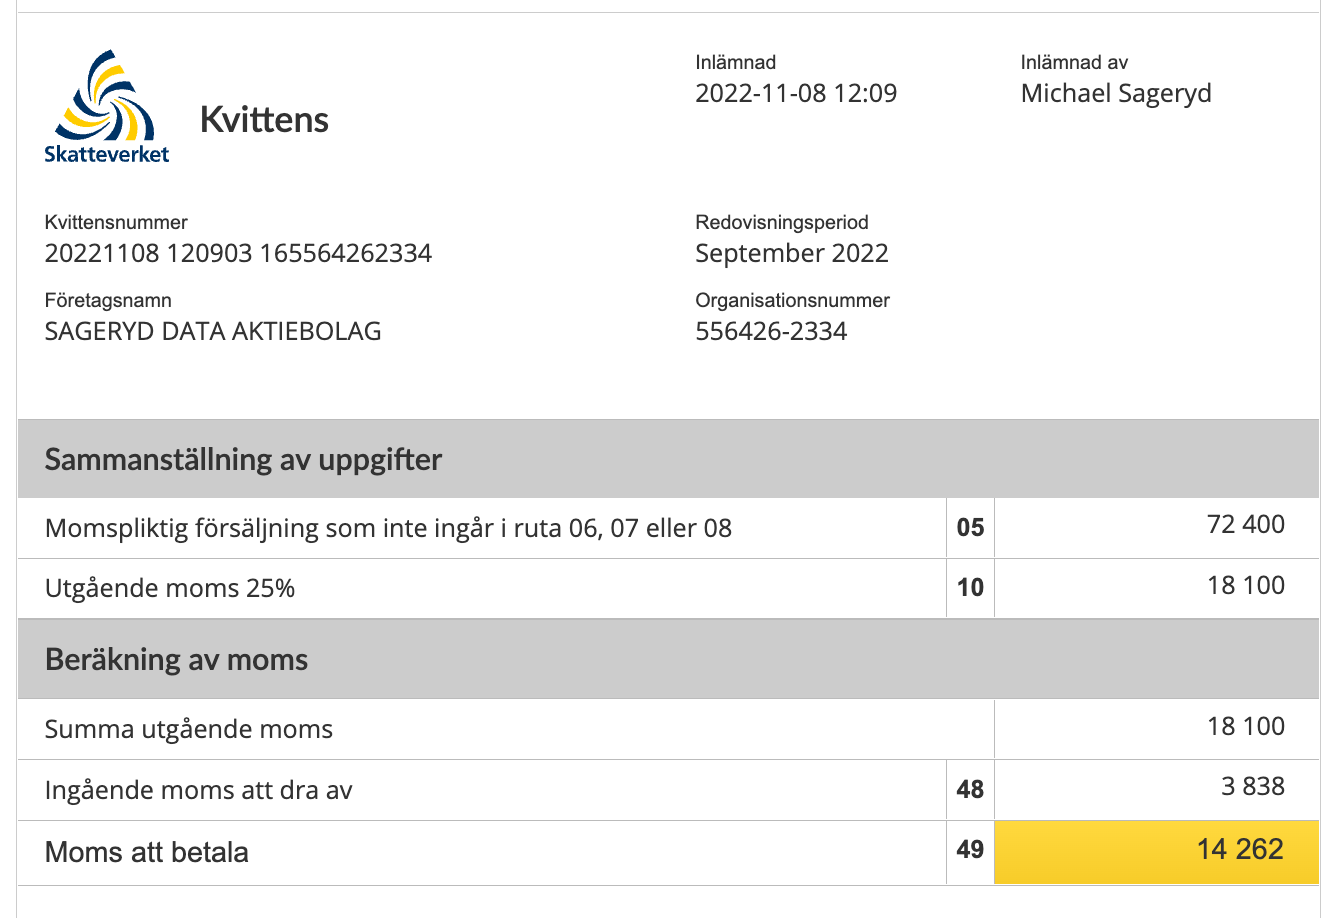 Skatteverket
Kvittens
Inlämnad
2022-11-08 12:09
Inlämnad av
Michael Sageryd
Kvittensnummer
20221108 120903 165564262334
Redovisningsperiod
September 2022
Företagsnamn
SAGERYD DATA AKTIEBOLAG
Organisationsnummer
556426-2334
Sammanställning av uppgifter
Momspliktig försäljning som inte ingår i ruta 06, 07 eller 08 05 72 400
Utgående moms 25% 10 18 100
Beräkning av moms
Summa utgående moms 18 100
Ingående moms att dra av 48 3 838
Moms att betala 49 14 262